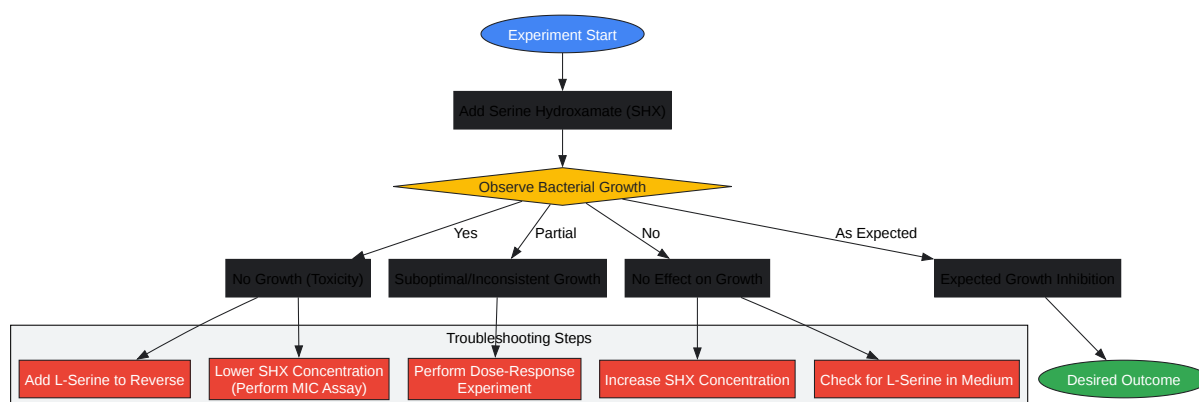 Experiment Start
Add Serine Hydroxamate (SHX)
Observe Bacterial Growth
Yes
Partial
No
As Expected
No Growth (Toxicity)
Suboptimal/Inconsistent Growth
No Effect on Growth
Expected Growth Inhibition
Troubleshooting Steps
Add L-Serine to Reverse
Lower SHX Concentration
(Perform MIC Assay)
Perform Dose-Response
Experiment
Increase SHX Concentration
Check for L-Serine in Medium
Desired Outcome